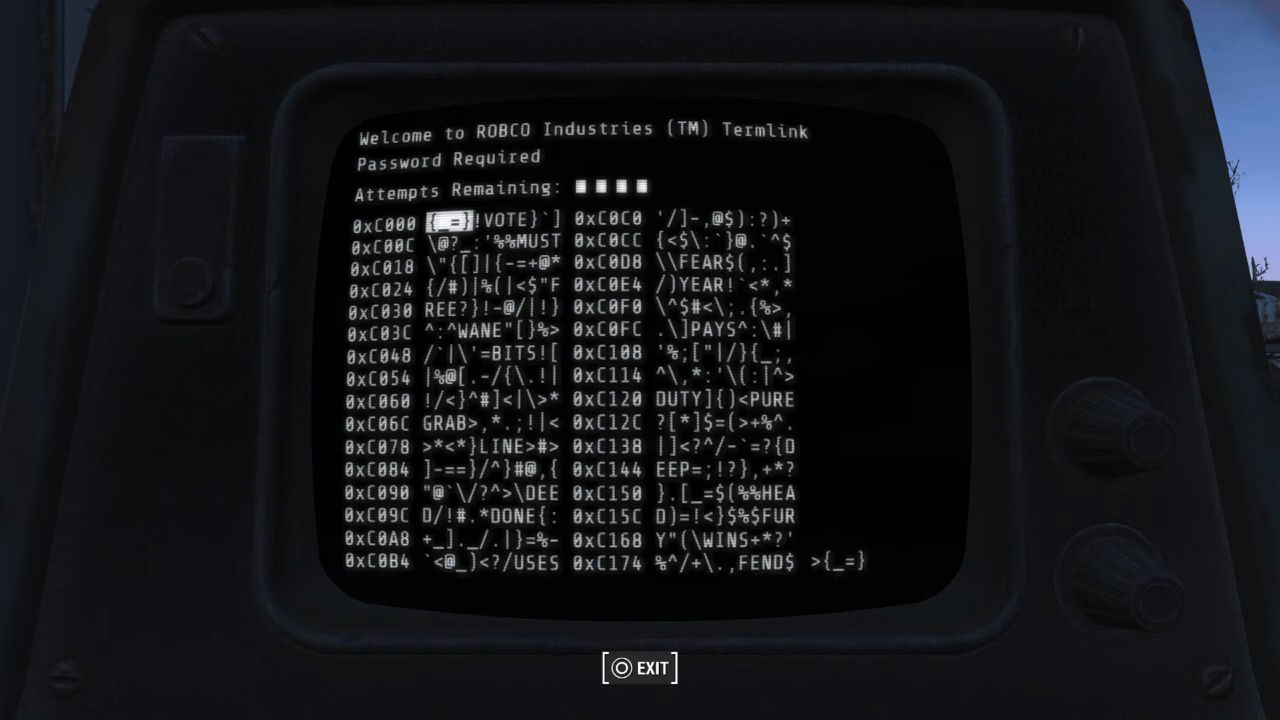 Welcome to ROBCO Industries (TM) Termlink
Password Required
Attempts Remaining: ■ ■ ■ ■
0xC000 {_=}!VOTE}`] 0xC0C0 '/]-,@$):?)+
0xC00C \@?_:'%%MUST 0xC0CC {<$\:`}@.`^$
0xC018 \"{[]|{-=+@* 0xC0D8 \\FEAR$(,:.]
0xC024 {/#)|%(|<$"F 0xC0E4 /)YEAR!`<*,*
0xC030 REE?}!-@/|!} 0xC0F0 \^$#<\;.{%>,
0xC03C ^:^WANE"[}%> 0xC0FC .\]PAYS^:\#|
0xC048 /`|\'=BITS![ 0xC108 '%;["|/}{_;,
0xC054 |%@[.-/{\.!| 0xC114 ^\,*:'\(:|^>
0xC060 !/<}^#]<|\>* 0xC120 DUTY]{)<PURE
0xC06C GRAB>,*.;!|< 0xC12C ?[*]$=(>+%^.
0xC078 >*<*}LINE>#> 0xC138 |]<?^/-`=?{D
0xC084 ]-==}/^}#@,{ 0xC144 EEP=;!?},+*?
0xC090 "@`\/?^>\DEE 0xC150 }.[_=$(%%HEA
0xC09C D/!#.*DONE{: 0xC15C D)=!<}$%$FUR
0xC0A8 +_]._/.|}=%- 0xC168 Y"(\WINS+*?'
0xC0B4 `<@_)<?/USES 0xC174 %^/+\.,FEND$ >{_=}
EXIT